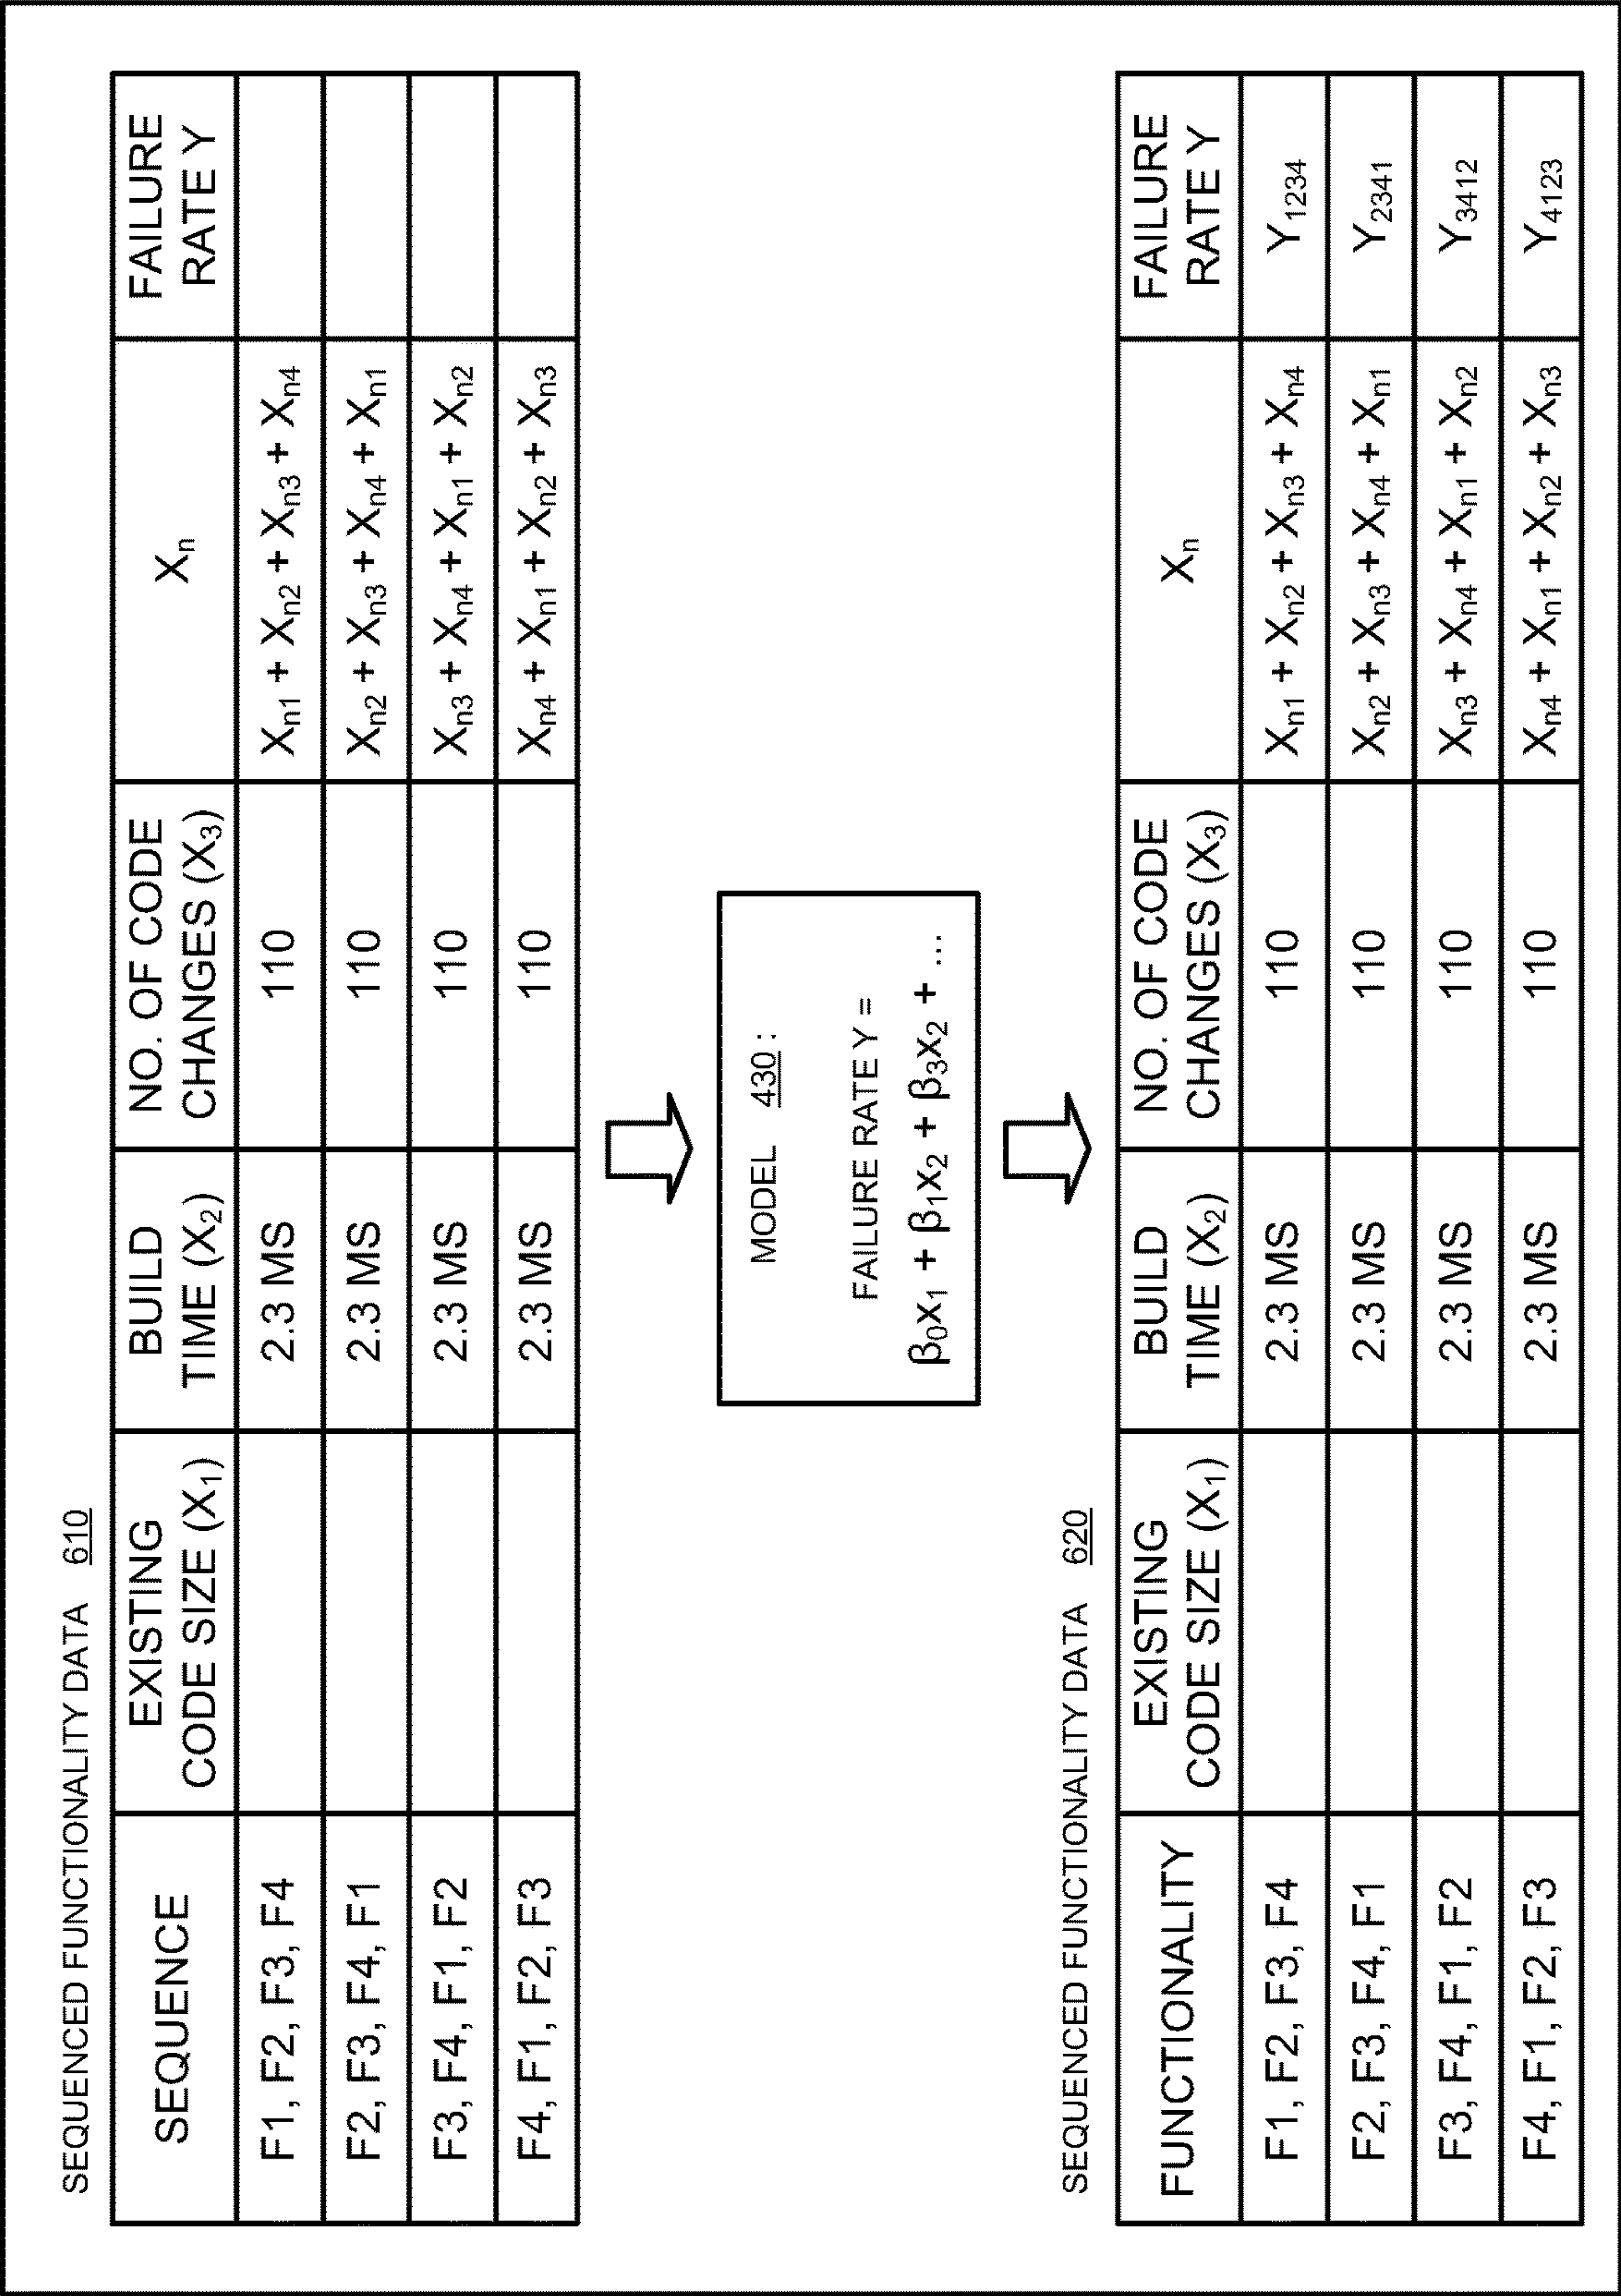 SEQUENCED FUNCTIONALITY DATA 610
SEQUENCE EXISTING CODE SIZE (X₁) BUILD TIME (X₂) NO. OF CODE CHANGES (X₃) Xₙ FAILURE RATE Y
F1, F2, F3, F4 2.3 MS 110 Xn1 + Xn2 + Xn3 + Xn4
F2, F3, F4, F1 2.3 MS 110 Xn2 + Xn3 + Xn4 + Xn1
F3, F4, F1, F2 2.3 MS 110 Xn3 + Xn4 + Xn1 + Xn2
F4, F1, F2, F3 2.3 MS 110 Xn4 + Xn1 + Xn2 + Xn3
MODEL 430:
FAILURE RATE Y =
β₀x₁ + β₁x₂ + β₃x₂ + ...
SEQUENCED FUNCTIONALITY DATA 620
FUNCTIONALITY EXISTING CODE SIZE (X₁) BUILD TIME (X₂) NO. OF CODE CHANGES (X₃) Xₙ FAILURE RATE Y
F1, F2, F3, F4 2.3 MS 110 Xn1 + Xn2 + Xn3 + Xn4 Y₁₂₃₄
F2, F3, F4, F1 2.3 MS 110 Xn2 + Xn3 + Xn4 + Xn1 Y₂₃₄₁
F3, F4, F1, F2 2.3 MS 110 Xn3 + Xn4 + Xn1 + Xn2 Y₃₄₁₂
F4, F1, F2, F3 2.3 MS 110 Xn4 + Xn1 + Xn2 + Xn3 Y₄₁₂₃